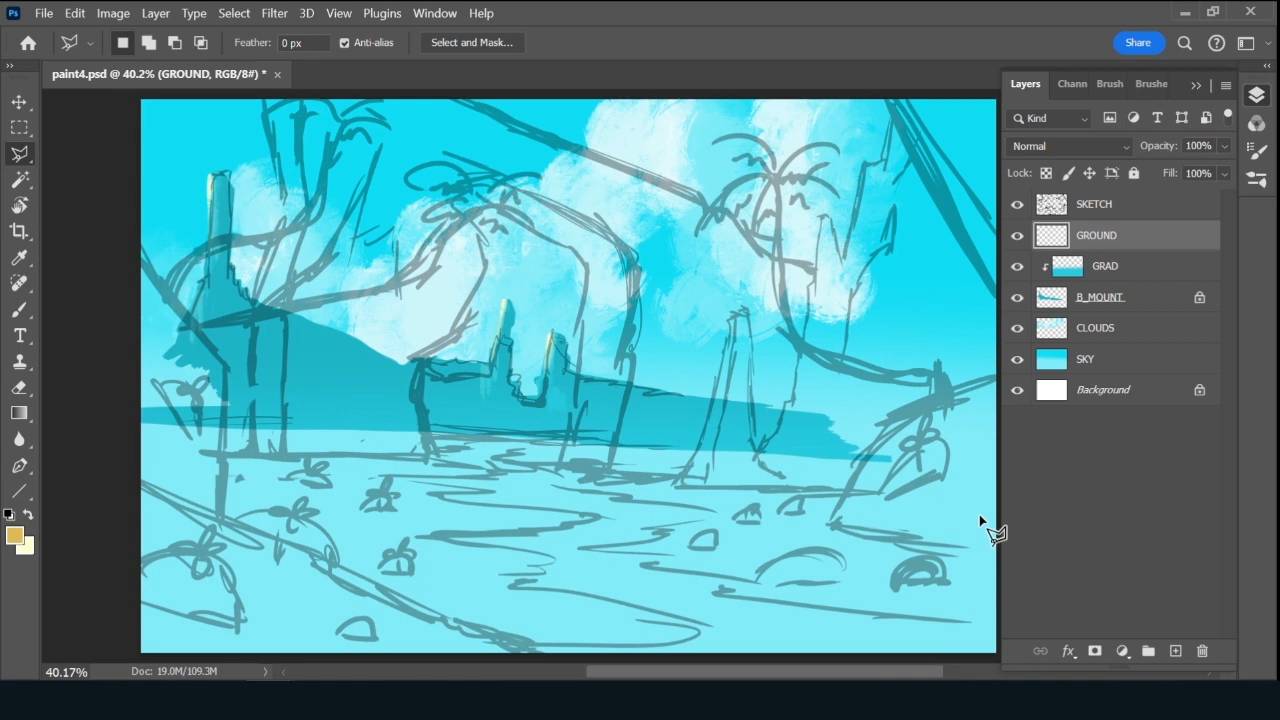 Ps File Edit Image Layer Type Select Filter 3D View Plugins Window Help
Feather: 0 px Anti-alias Select and Mask... Share
paint4.psd @ 40.2% (GROUND, RGB/8#) * ×
Layers Chann Brush Brushe
Kind
Normal Opacity: 100%
Lock: Fill: 100%
SKETCH
GROUND
GRAD
B_MOUNT
CLOUDS
SKY
Background
fx
40.17% Doc: 19.0M/109.3M